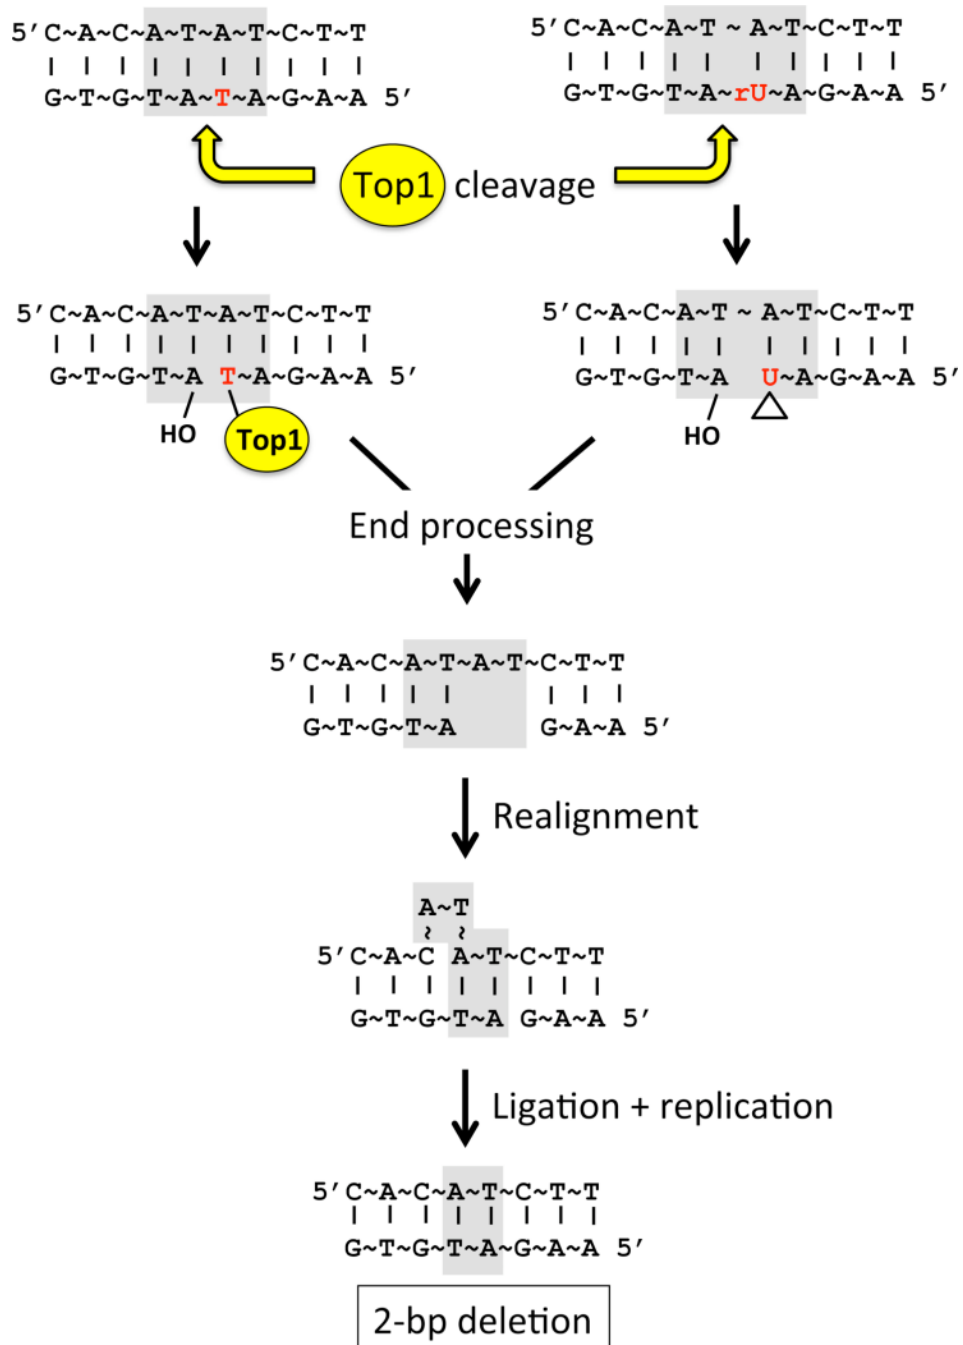 5’C~A~C~A~T~A~T~C~T~T 5’C~A~C~A~T ~ A~T~C~T~T
G~T~G~T~A~T~A~G~A~A 5’ G~T~G~T~A~rU~A~G~A~A 5’
Top1 cleavage
5’C~A~C~A~T~A~T~C~T~T 5’C~A~C~A~T ~ A~T~C~T~T
G~T~G~T~A T~A~G~A~A 5’ G~T~G~T~A U~A~G~A~A 5’
HO Top1 HO
End processing
5’C~A~C~A~T~A~T~C~T~T
G~T~G~T~A G~A~A 5’
Realignment
A~T
~ ~
5’C~A~C A~T~C~T~T
G~T~G~T~A G~A~A 5’
Ligation + replication
5’C~A~C~A~T~C~T~T
G~T~G~T~A~G~A~A 5’
2-bp deletion